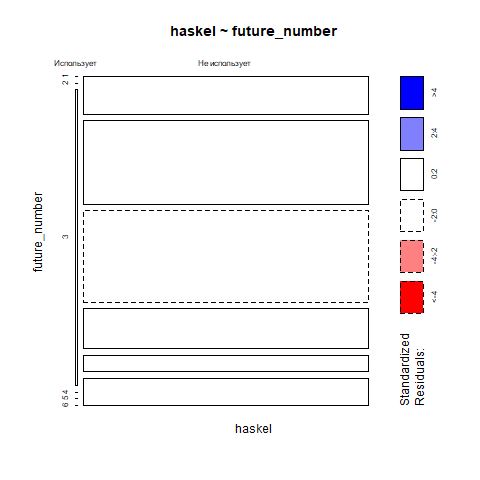 haskel ~ future_number
Использует
Не использует
2 1
3
6 5 4
future_number
haskel
>4
2:4
0:2
-2:0
-4:-2
<-4
Standardized
Residuals: